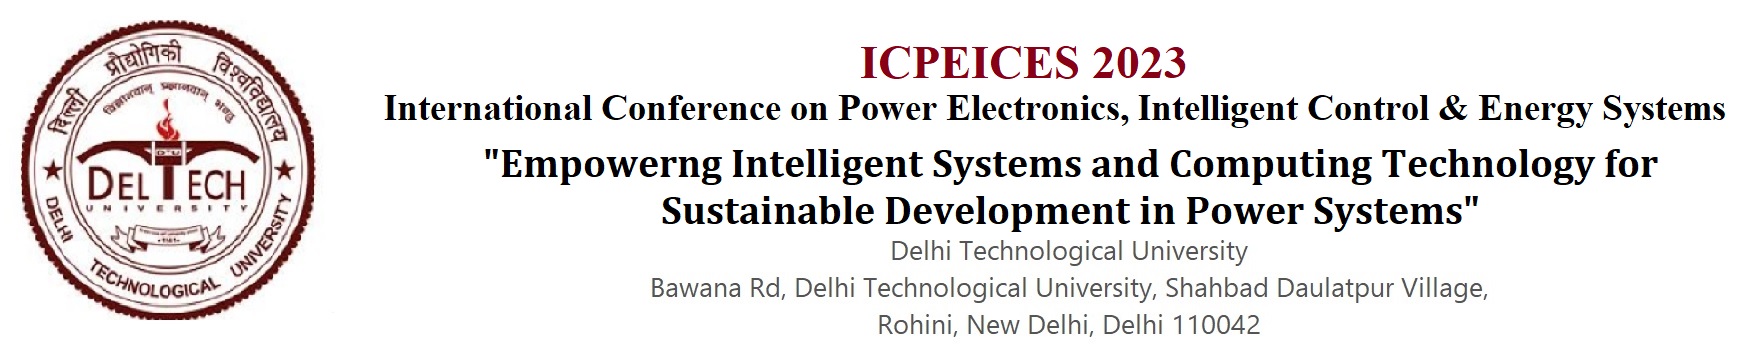 दिल्ली प्रौद्योगिकी विश्वविद्यालय
DELTECH
UNIVERSITY
DELHI TECHNOLOGICAL UNIVERSITY
ICPEICES 2023
International Conference on Power Electronics, Intelligent Control & Energy Systems
"Empowerng Intelligent Systems and Computing Technology for
Sustainable Development in Power Systems"
Delhi Technological University
Bawana Rd, Delhi Technological University, Shahbad Daulatpur Village,
Rohini, New Delhi, Delhi 110042